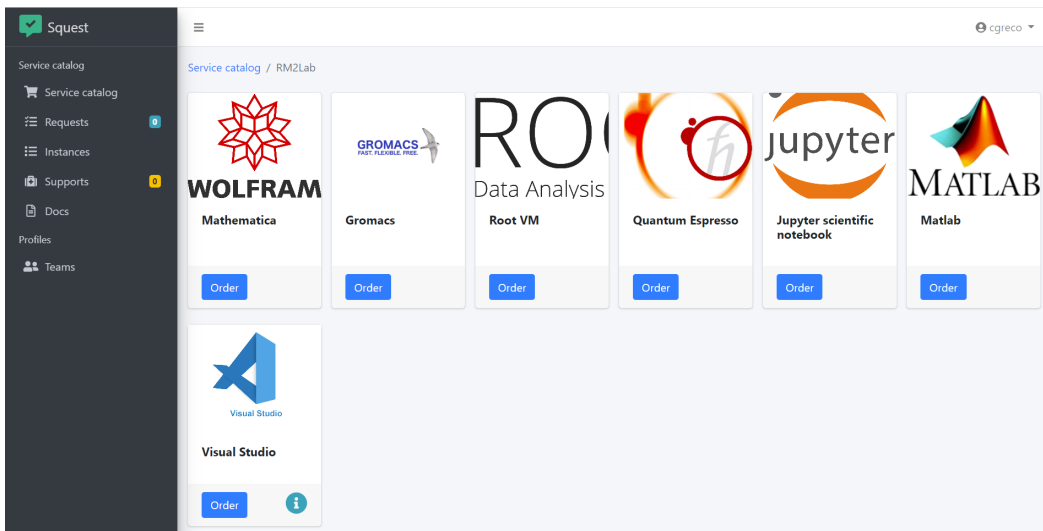 Squest
cgreco
Service catalog
Service catalog
Requests 0
Instances
Supports 0
Docs
Profiles
Teams
Service catalog / RM2Lab
WOLFRAM
Mathematica
Order
GROMACS
FAST. FLEXIBLE. FREE.
Gromacs
Order
ROO
Data Analysis
Root VM
Order
ħ
Quantum Espresso
Order
jupyter
Jupyter scientific
notebook
Order
MATLAB
Matlab
Order
Visual Studio
Visual Studio
Order
i